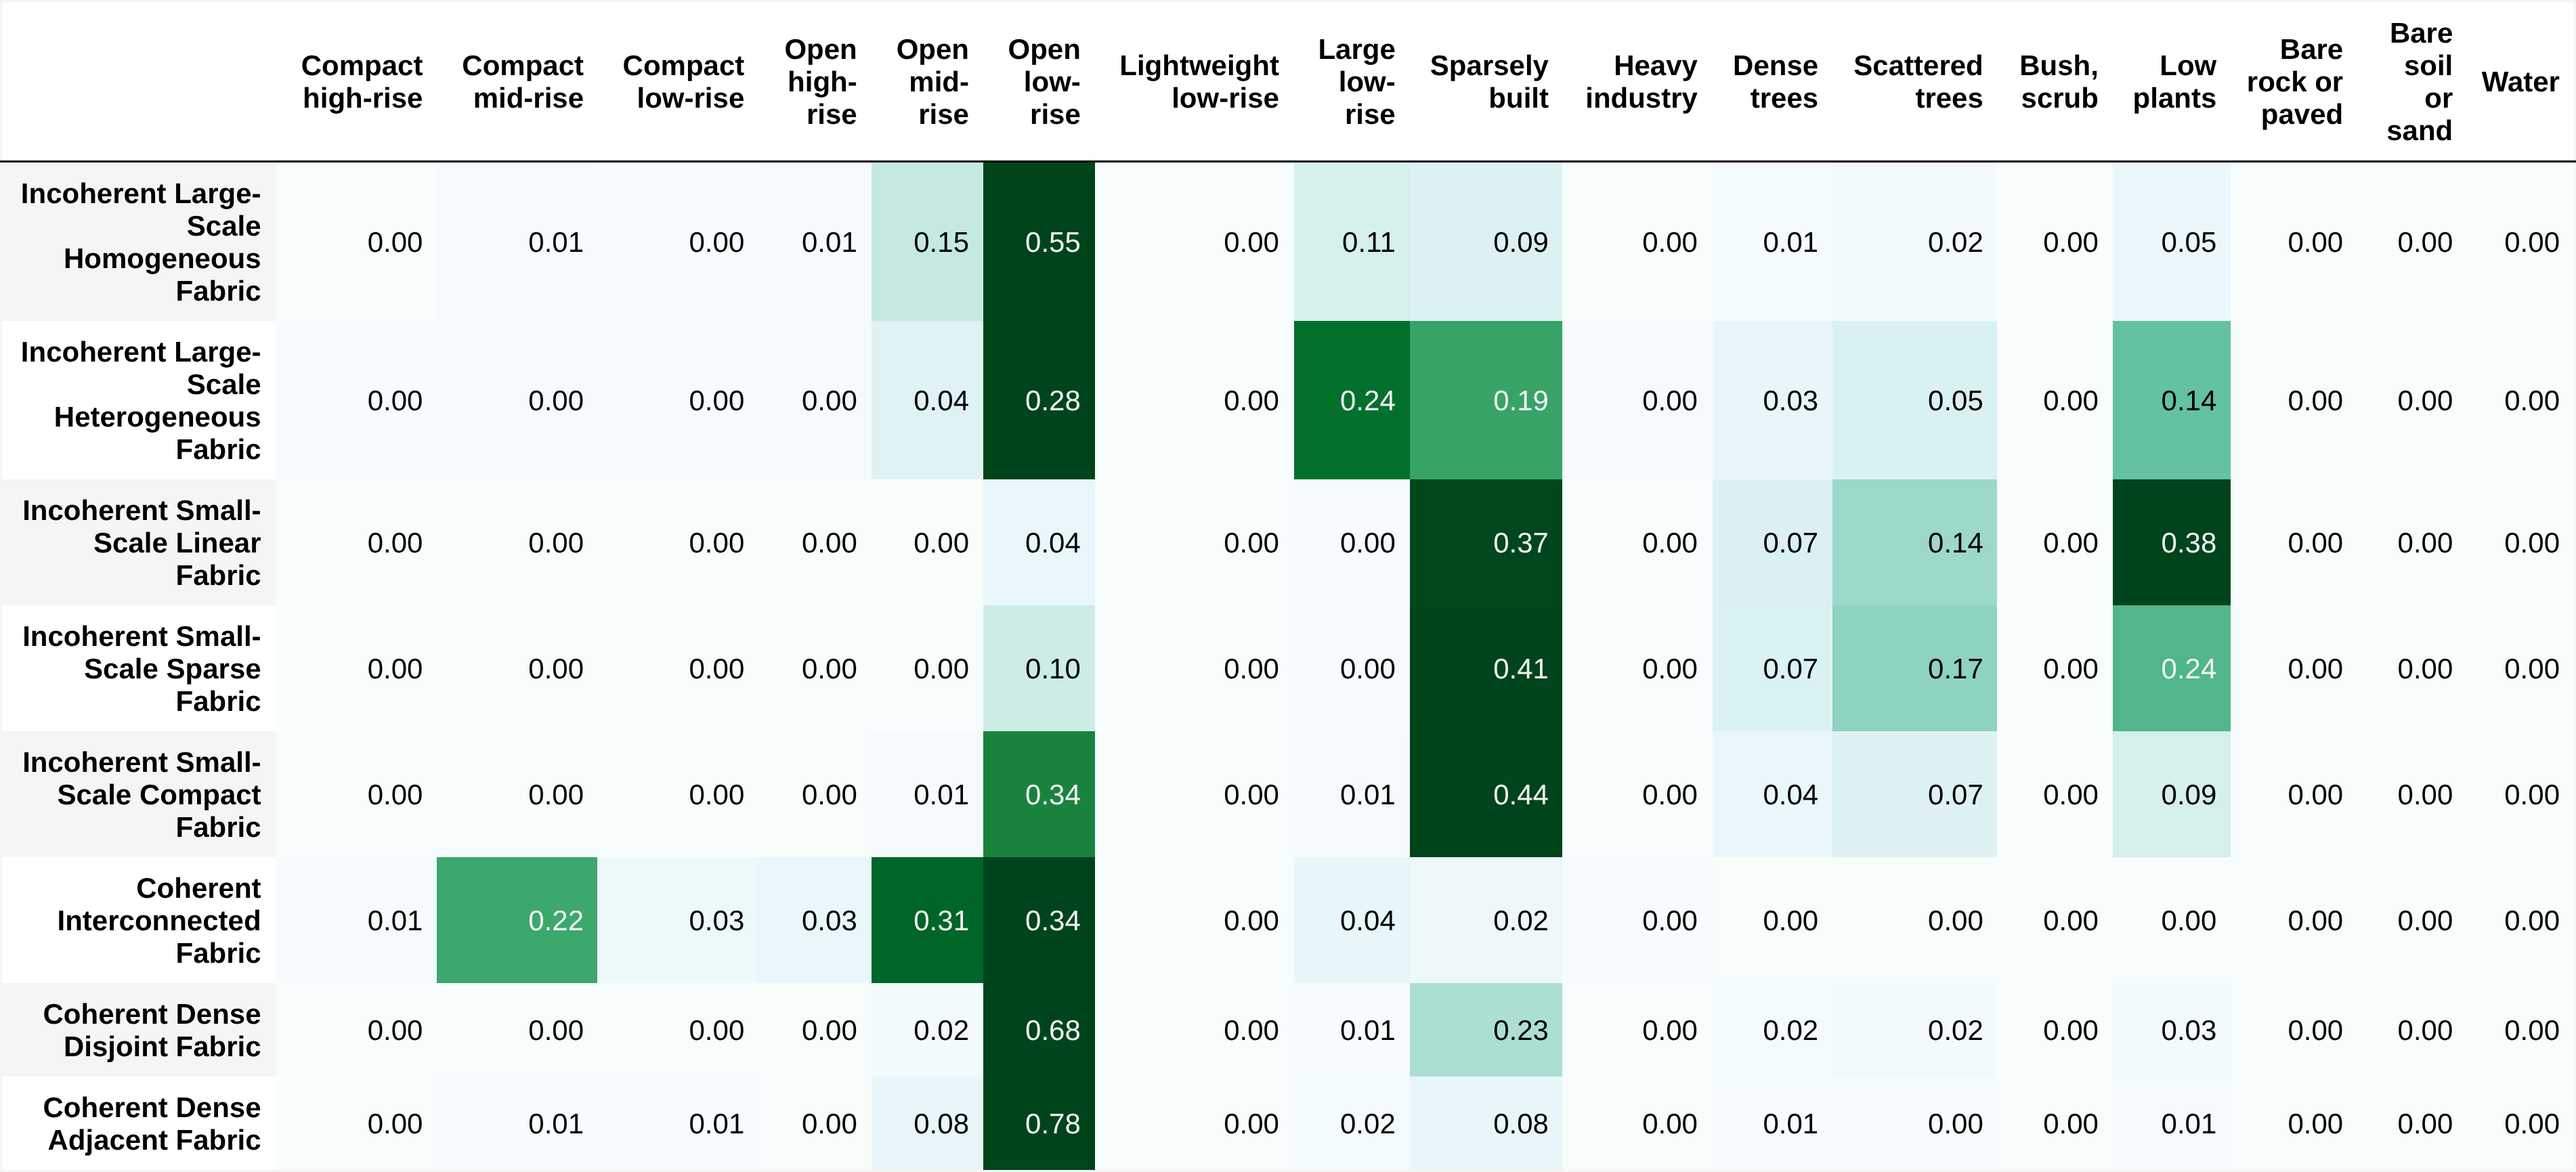 Compact high-rise Compact mid-rise Compact low-rise Open high-rise Open mid-rise Open low-rise Lightweight low-rise Large low-rise Sparsely built Heavy industry Dense trees Scattered trees Bush, scrub Low plants Bare rock or paved Bare soil or sand Water
Incoherent Large-Scale Homogeneous Fabric 0.00 0.01 0.00 0.01 0.15 0.55 0.00 0.11 0.09 0.00 0.01 0.02 0.00 0.05 0.00 0.00 0.00
Incoherent Large-Scale Heterogeneous Fabric 0.00 0.00 0.00 0.00 0.04 0.28 0.00 0.24 0.19 0.00 0.03 0.05 0.00 0.14 0.00 0.00 0.00
Incoherent Small-Scale Linear Fabric 0.00 0.00 0.00 0.00 0.00 0.04 0.00 0.00 0.37 0.00 0.07 0.14 0.00 0.38 0.00 0.00 0.00
Incoherent Small-Scale Sparse Fabric 0.00 0.00 0.00 0.00 0.00 0.10 0.00 0.00 0.41 0.00 0.07 0.17 0.00 0.24 0.00 0.00 0.00
Incoherent Small-Scale Compact Fabric 0.00 0.00 0.00 0.00 0.01 0.34 0.00 0.01 0.44 0.00 0.04 0.07 0.00 0.09 0.00 0.00 0.00
Coherent Interconnected Fabric 0.01 0.22 0.03 0.03 0.31 0.34 0.00 0.04 0.02 0.00 0.00 0.00 0.00 0.00 0.00 0.00 0.00
Coherent Dense Disjoint Fabric 0.00 0.00 0.00 0.00 0.02 0.68 0.00 0.01 0.23 0.00 0.02 0.02 0.00 0.03 0.00 0.00 0.00
Coherent Dense Adjacent Fabric 0.00 0.01 0.01 0.00 0.08 0.78 0.00 0.02 0.08 0.00 0.01 0.00 0.00 0.01 0.00 0.00 0.00